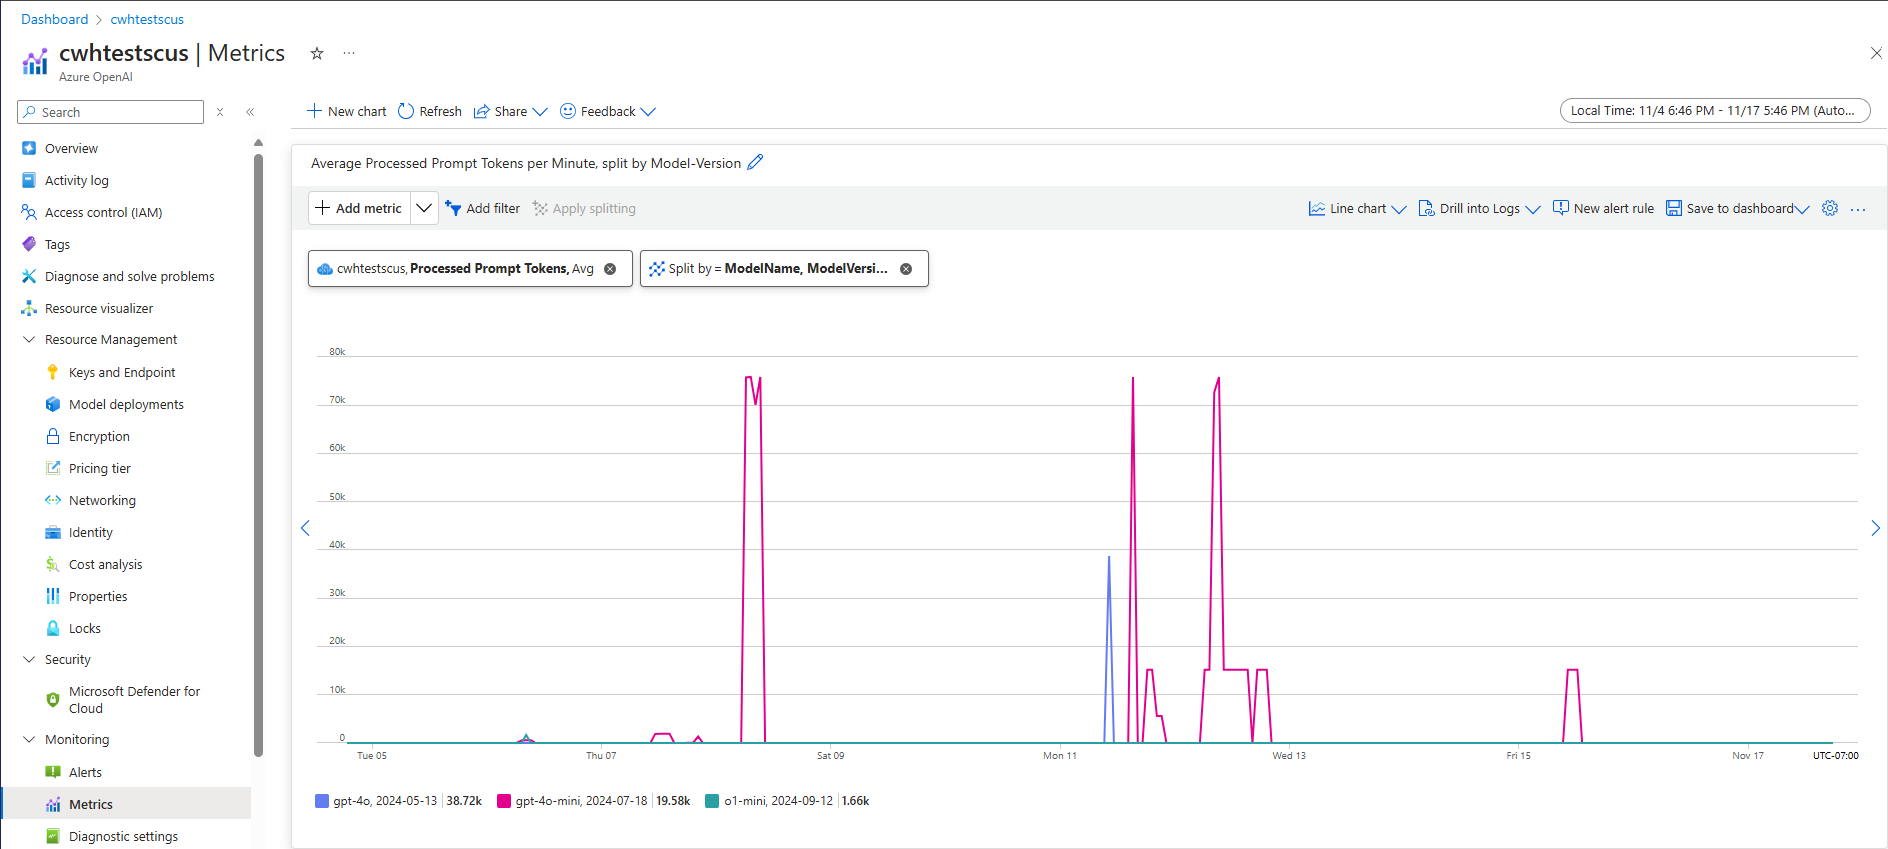 Dashboard > cwhtestscus
cwhtestscus | Metrics
Azure OpenAI
Search
Overview
Activity log
Access control (IAM)
Tags
Diagnose and solve problems
Resource visualizer
Resource Management
Keys and Endpoint
Model deployments
Encryption
Pricing tier
Networking
Identity
Cost analysis
Properties
Locks
Security
Microsoft Defender for
Cloud
Monitoring
Alerts
Metrics
Diagnostic settings
New chart Refresh Share Feedback
Local Time: 11/4 6:46 PM - 11/17 5:46 PM (Auto...
Average Processed Prompt Tokens per Minute, split by Model-Version
Add metric Add filter Apply splitting
Line chart Drill into Logs New alert rule Save to dashboard
cwhtestscus, Processed Prompt Tokens, Avg
Split by = ModelName, ModelVersi...
80k
70k
60k
50k
40k
30k
20k
10k
0
Tue 05 Thu 07 Sat 09 Mon 11 Wed 13 Fri 15 Nov 17 UTC-07:00
gpt-4o, 2024-05-13 | 38.72k gpt-4o-mini, 2024-07-18 | 19.58k o1-mini, 2024-09-12 | 1.66k